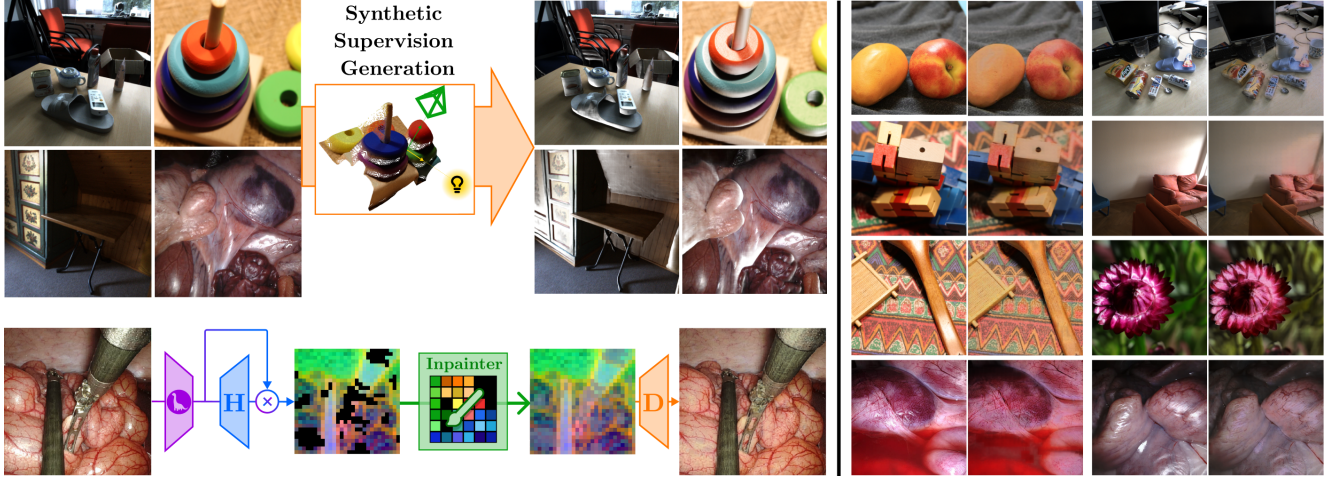 Synthetic
Supervision
Generation
H
Inpainter
D